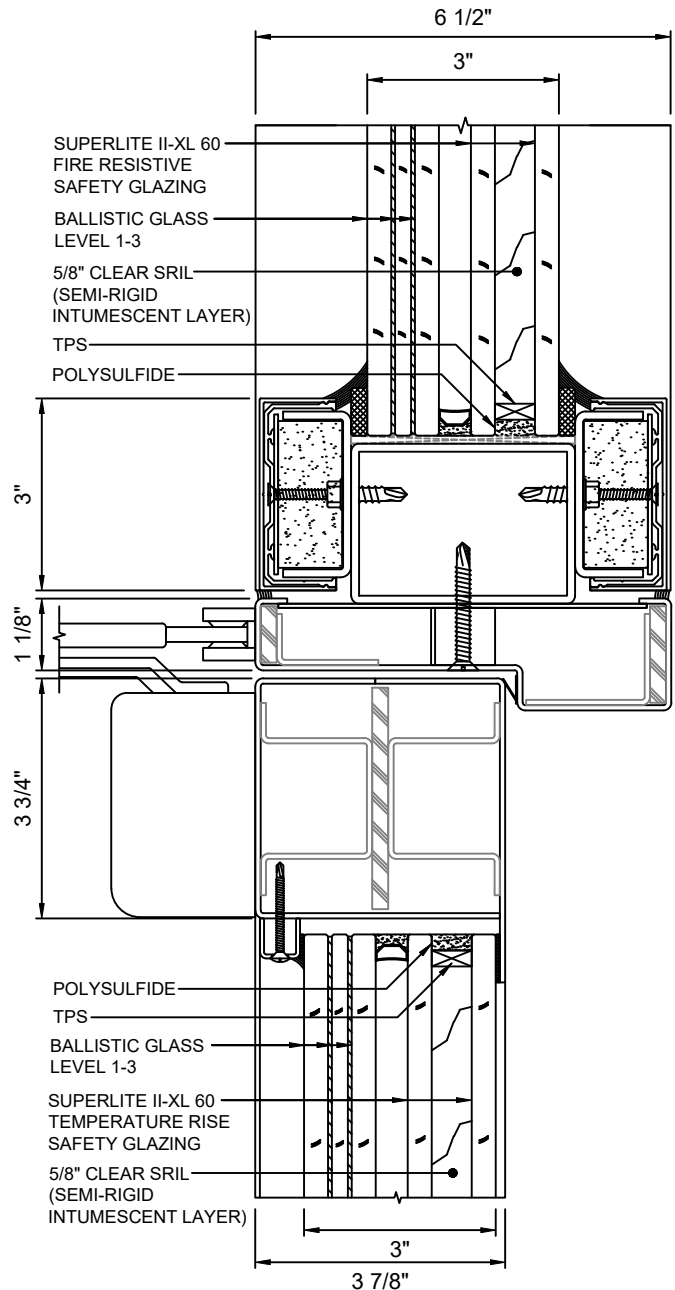 6 1/2"
3"
SUPERLITE II-XL 60
FIRE RESISTIVE
SAFETY GLAZING
BALLISTIC GLASS
LEVEL 1-3
5/8" CLEAR SRIL
(SEMI-RIGID
INTUMESCENT LAYER)
TPS
POLYSULFIDE
3"
1 1/8"
3 3/4"
POLYSULFIDE
TPS
BALLISTIC GLASS
LEVEL 1-3
SUPERLITE II-XL 60
TEMPERATURE RISE
SAFETY GLAZING
5/8" CLEAR SRIL
(SEMI-RIGID
INTUMESCENT LAYER)
3"
3 7/8"